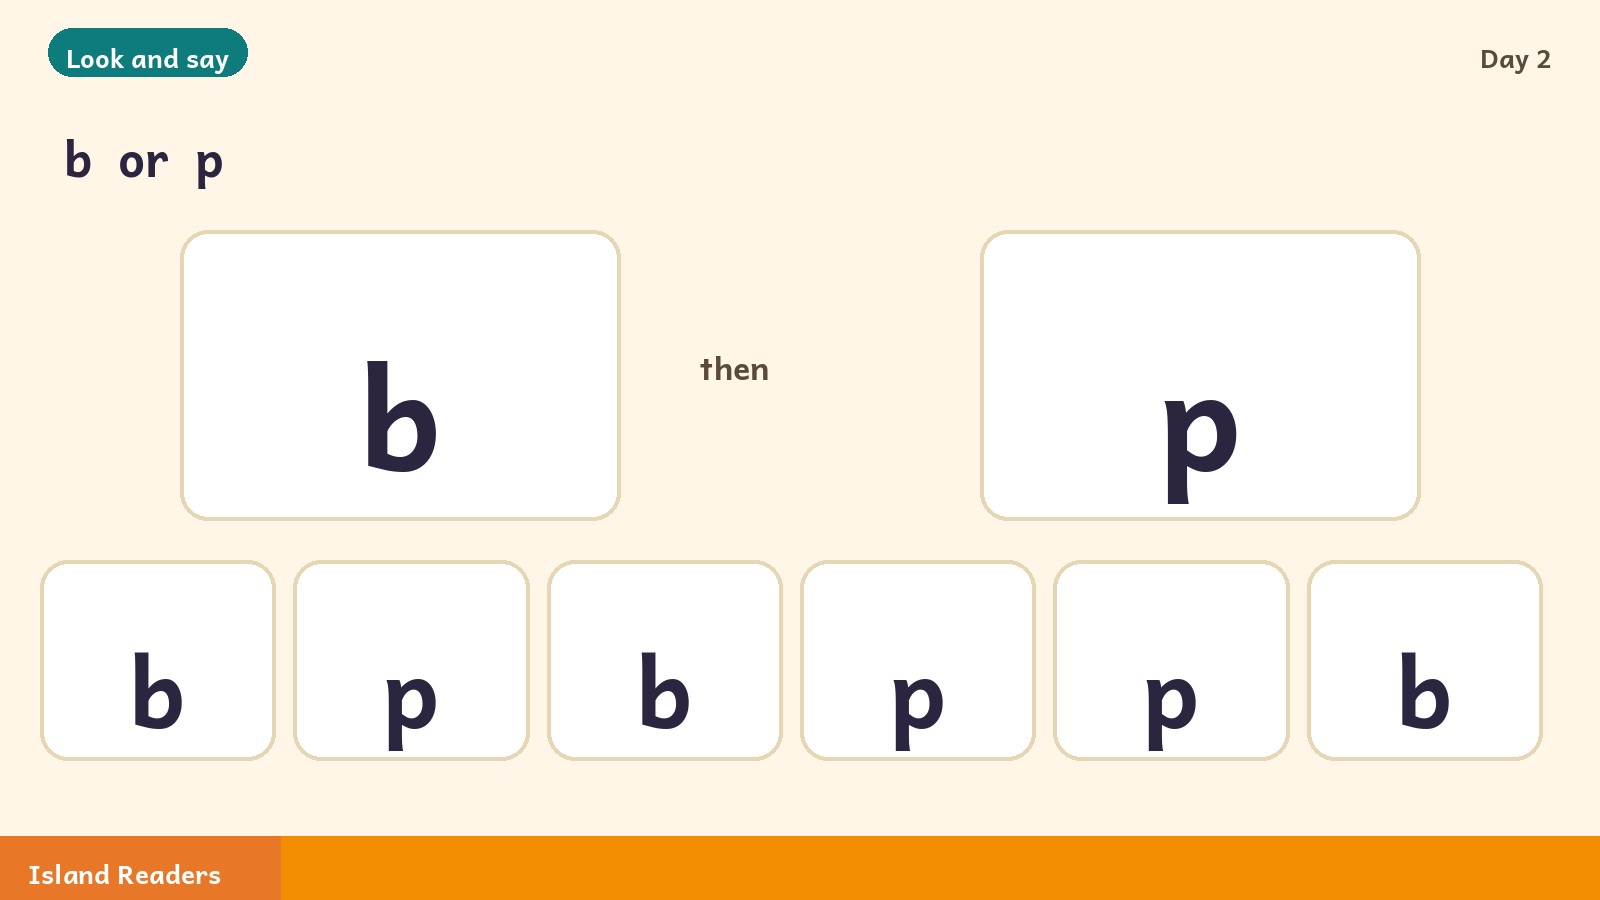 Look and say
Day 2
b or p
b then p
b p b p p b
Island Readers